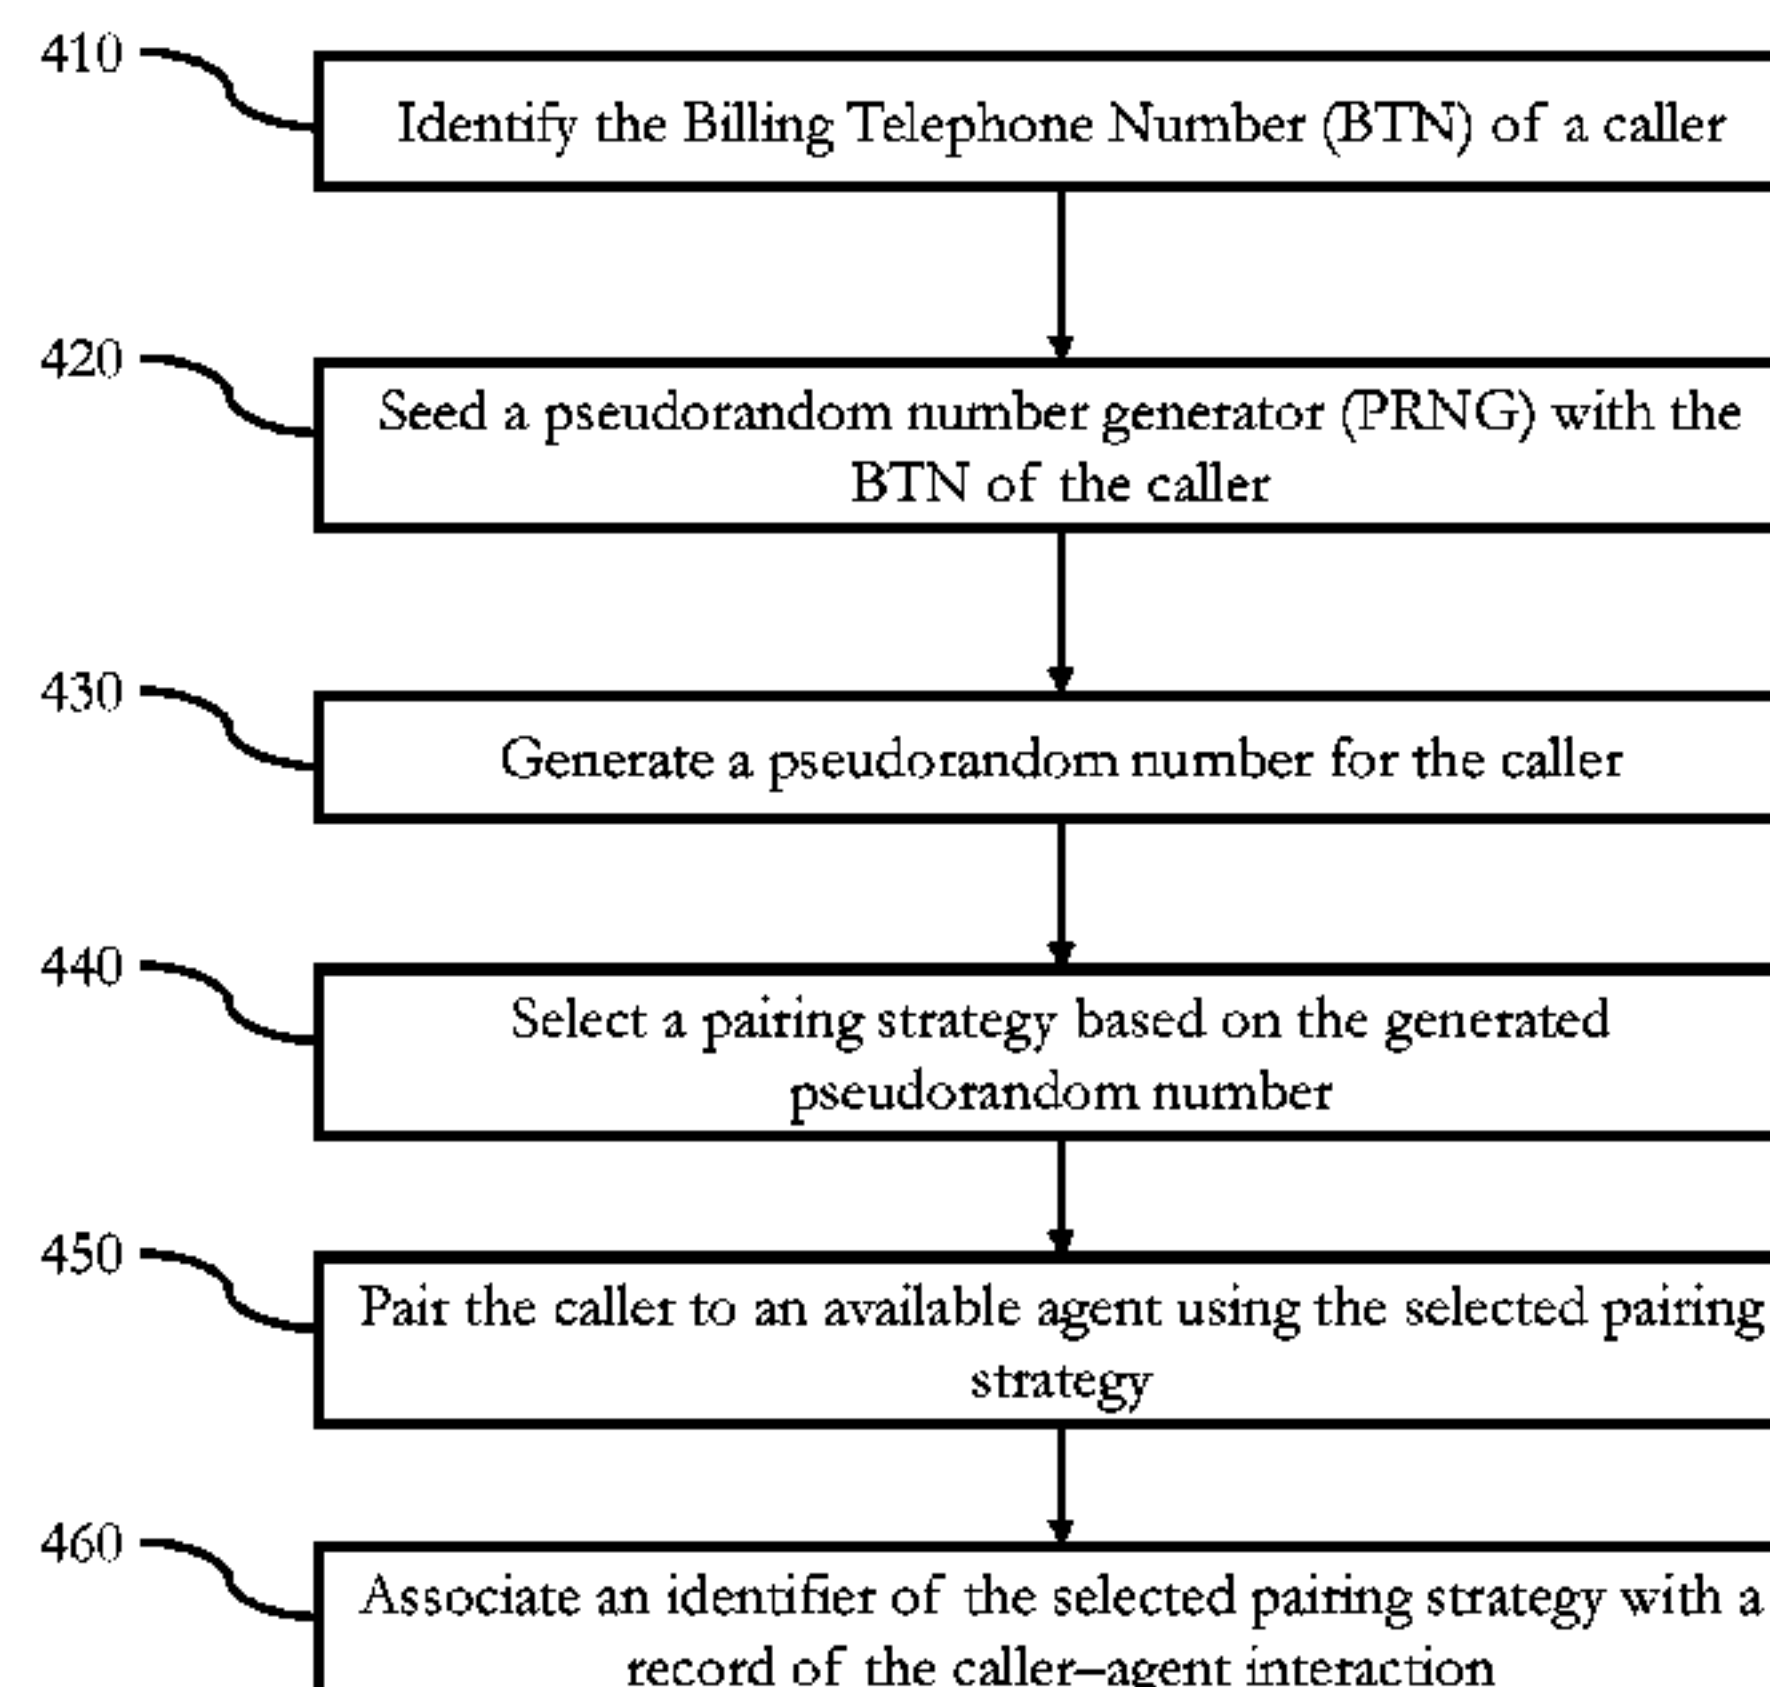 410
Identify the Billing Telephone Number (BTN) of a caller
420
Seed a pseudorandom number generator (PRNG) with the
BTN of the caller
430
Generate a pseudorandom number for the caller
440
Select a pairing strategy based on the generated
pseudorandom number
450
Pair the caller to an available agent using the selected pairing
strategy
460
Associate an identifier of the selected pairing strategy with a
record of the caller–agent interaction